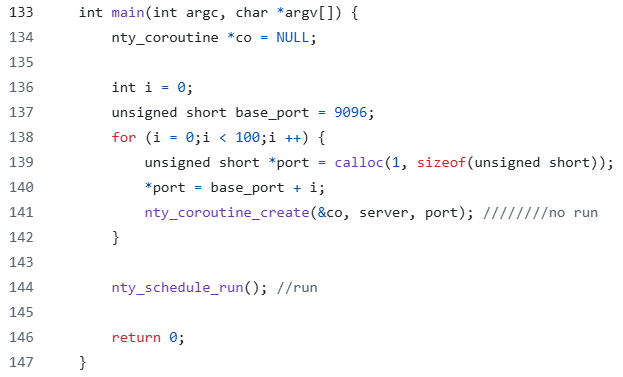 133 int main(int argc, char *argv[]) {
134     nty_coroutine *co = NULL;
135
136     int i = 0;
137     unsigned short base_port = 9096;
138     for (i = 0;i < 100;i ++) {
139         unsigned short *port = calloc(1, sizeof(unsigned short));
140         *port = base_port + i;
141         nty_coroutine_create(&co, server, port); ////////no run
142     }
143
144     nty_schedule_run(); //run
145
146     return 0;
147 }